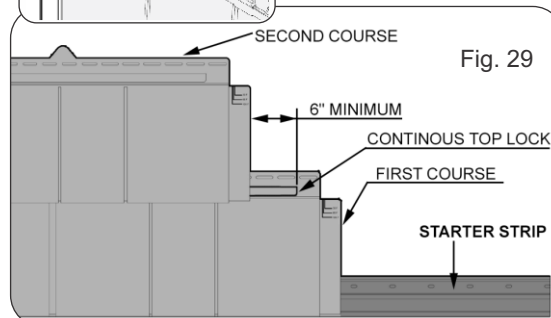 SECOND COURSE
Fig. 29
6" MINIMUM
CONTINOUS TOP LOCK
FIRST COURSE
STARTER STRIP